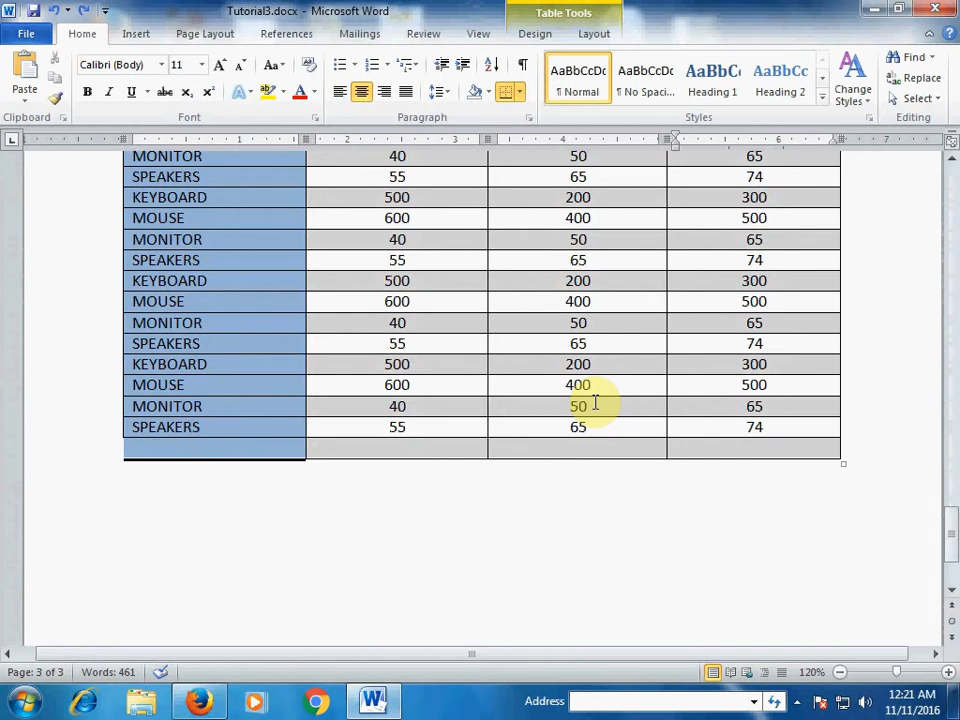 Tutorial3.docx - Microsoft Word
Table Tools
File Home Insert Page Layout References Mailings Review View Design Layout
Paste
Calibri (Body) 11
AaBbCcDc AaBbCcDc AaBbCc AaBbCc
¶ Normal ¶ No Spaci... Heading 1 Heading 2
Change Styles
Find
Replace
Select
Clipboard Font Paragraph Styles Editing
2 3 4 6 7
MONITOR 40 50 65
SPEAKERS 55 65 74
KEYBOARD 500 200 300
MOUSE 600 400 500
MONITOR 40 50 65
SPEAKERS 55 65 74
KEYBOARD 500 200 300
MOUSE 600 400 500
MONITOR 40 50 65
SPEAKERS 55 65 74
KEYBOARD 500 200 300
MOUSE 600 400 500
MONITOR 40 50 65
SPEAKERS 55 65 74
Page: 3 of 3 Words: 461 120%
Address
12:21 AM
11/11/2016